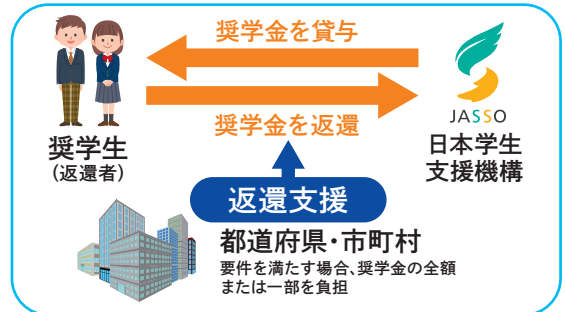 奨学金を貸与
JASSO
奨学金を返還
奨学生
(返還者)
日本学生
支援機構
返還支援
都道府県・市町村
要件を満たす場合、奨学金の全額
または一部を負担